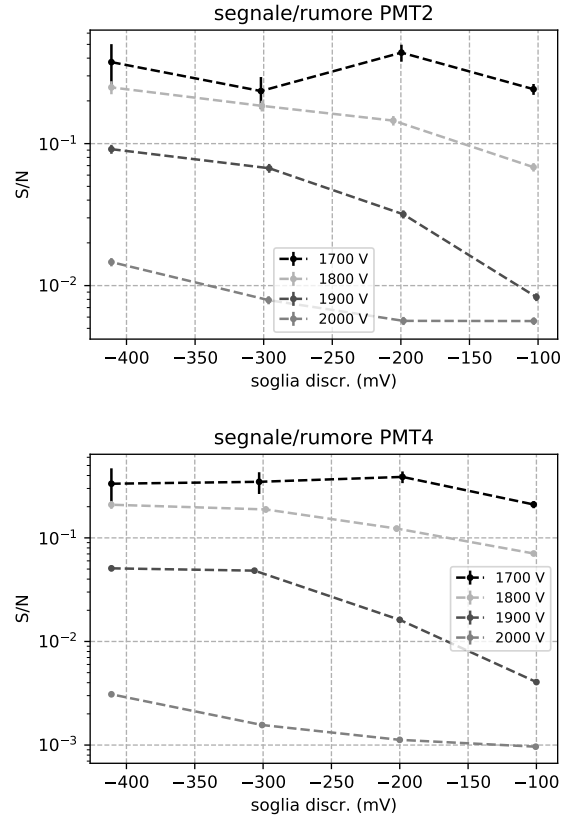 segnale/rumore PMT2
S/N
10⁻¹
10⁻²
1700 V
1800 V
1900 V
2000 V
−400 −350 −300 −250 −200 −150 −100
soglia discr. (mV)
segnale/rumore PMT4
S/N
10⁻¹
10⁻²
10⁻³
1700 V
1800 V
1900 V
2000 V
−400 −350 −300 −250 −200 −150 −100
soglia discr. (mV)